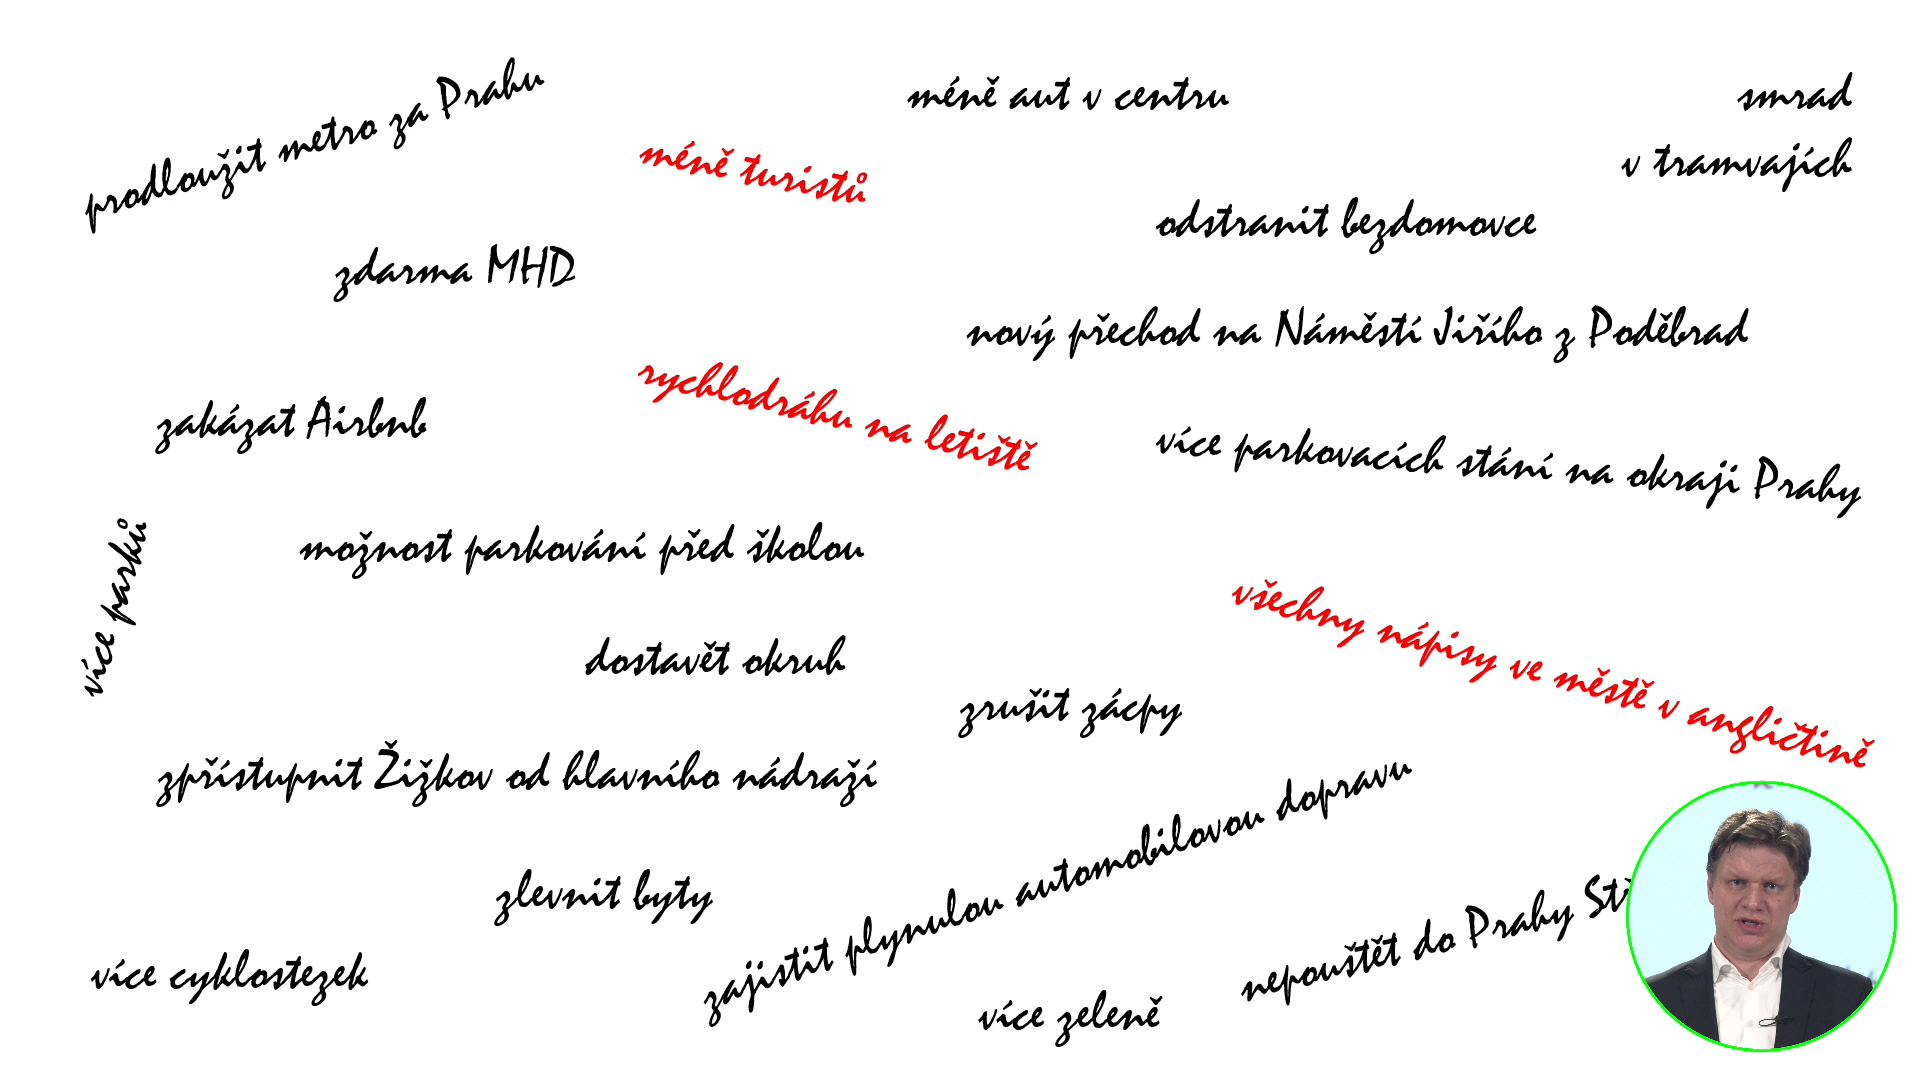 prodloužit metro za Prahu
méně aut v centru
smrad
v tramvajích
méně turistů
odstranit bezdomovce
zdarma MHD
nový přechod na Náměstí Jiřího z Poděbrad
rychlodráhu na letiště
zakázat Airbnb
více parkovacích stání na okraji Prahy
více parků
možnost parkování před školou
všechny nápisy ve městě v angličtině
dostavět okruh
zrušit zácpy
zpřístupnit Žižkov od hlavního nádraží
zajistit plynulou automobilovou dopravu
zlevnit byty
nepouštět do Prahy
více cyklostezek
více zeleně